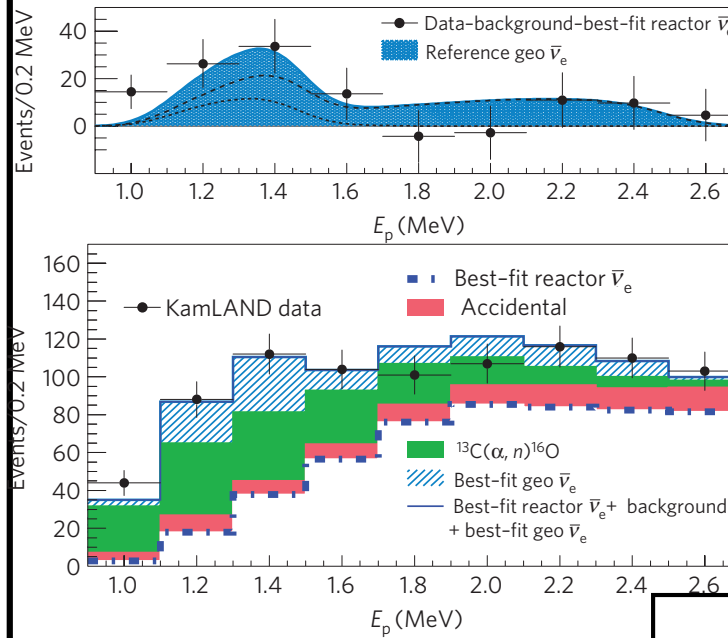 Data–background–best-fit reactor ν̅e
Reference geo ν̅e
Events/0.2 MeV
40
20
0
1.0 1.2 1.4 1.6 1.8 2.0 2.2 2.4 2.6
Ep (MeV)
160
140
120
100
80
60
40
20
0
Events/0.2 MeV
KamLAND data
Best–fit reactor ν̅e
Accidental
¹³C(α, n)¹⁶O
Best–fit geo ν̅e
Best–fit reactor ν̅e + background
+ best–fit geo ν̅e
1.0 1.2 1.4 1.6 1.8 2.0 2.2 2.4 2.6
Ep (MeV)